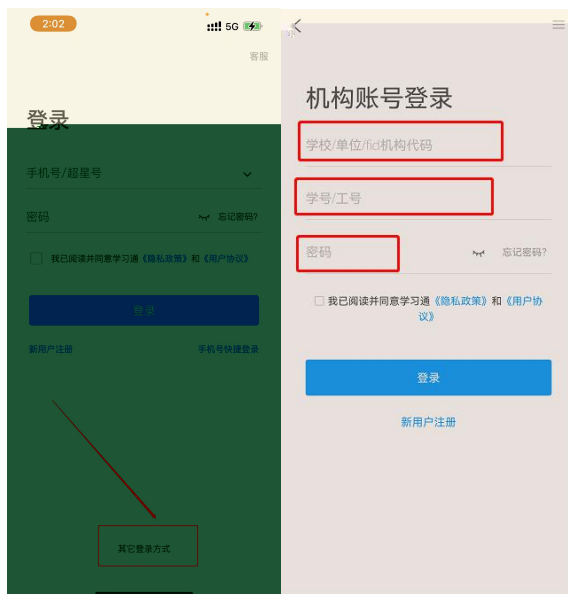 2:02
5G
客服
登录
手机号/超星号
密码
忘记密码?
我已阅读并同意学习通《隐私政策》和《用户协议》
登录
新用户注册
手机号快捷登录
其它登录方式
机构账号登录
学校/单位/fid机构代码
学号/工号
密码
忘记密码?
我已阅读并同意学习通《隐私政策》和《用户协
议》
登录
新用户注册